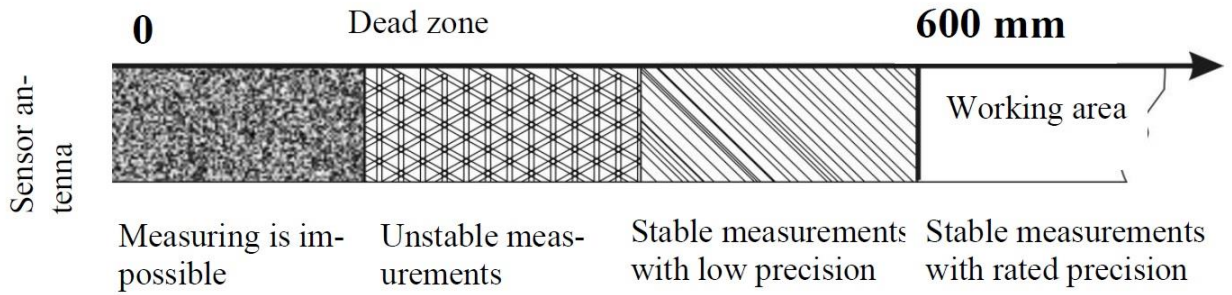 0
Dead zone
600 mm
Sensor an-
tenna
Working area
Measuring is im-
possible
Unstable meas-
urements
Stable measurements
with low precision
Stable measurements
with rated precision